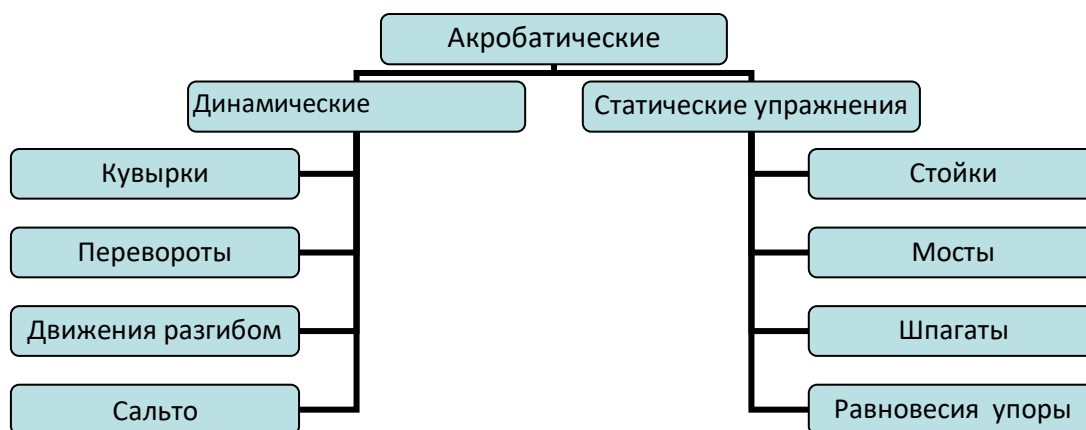 Акробатические
Динамические
Статические упражнения
Кувырки
Стойки
Перевороты
Мосты
Движения разгибом
Шпагаты
Сальто
Равновесия упоры